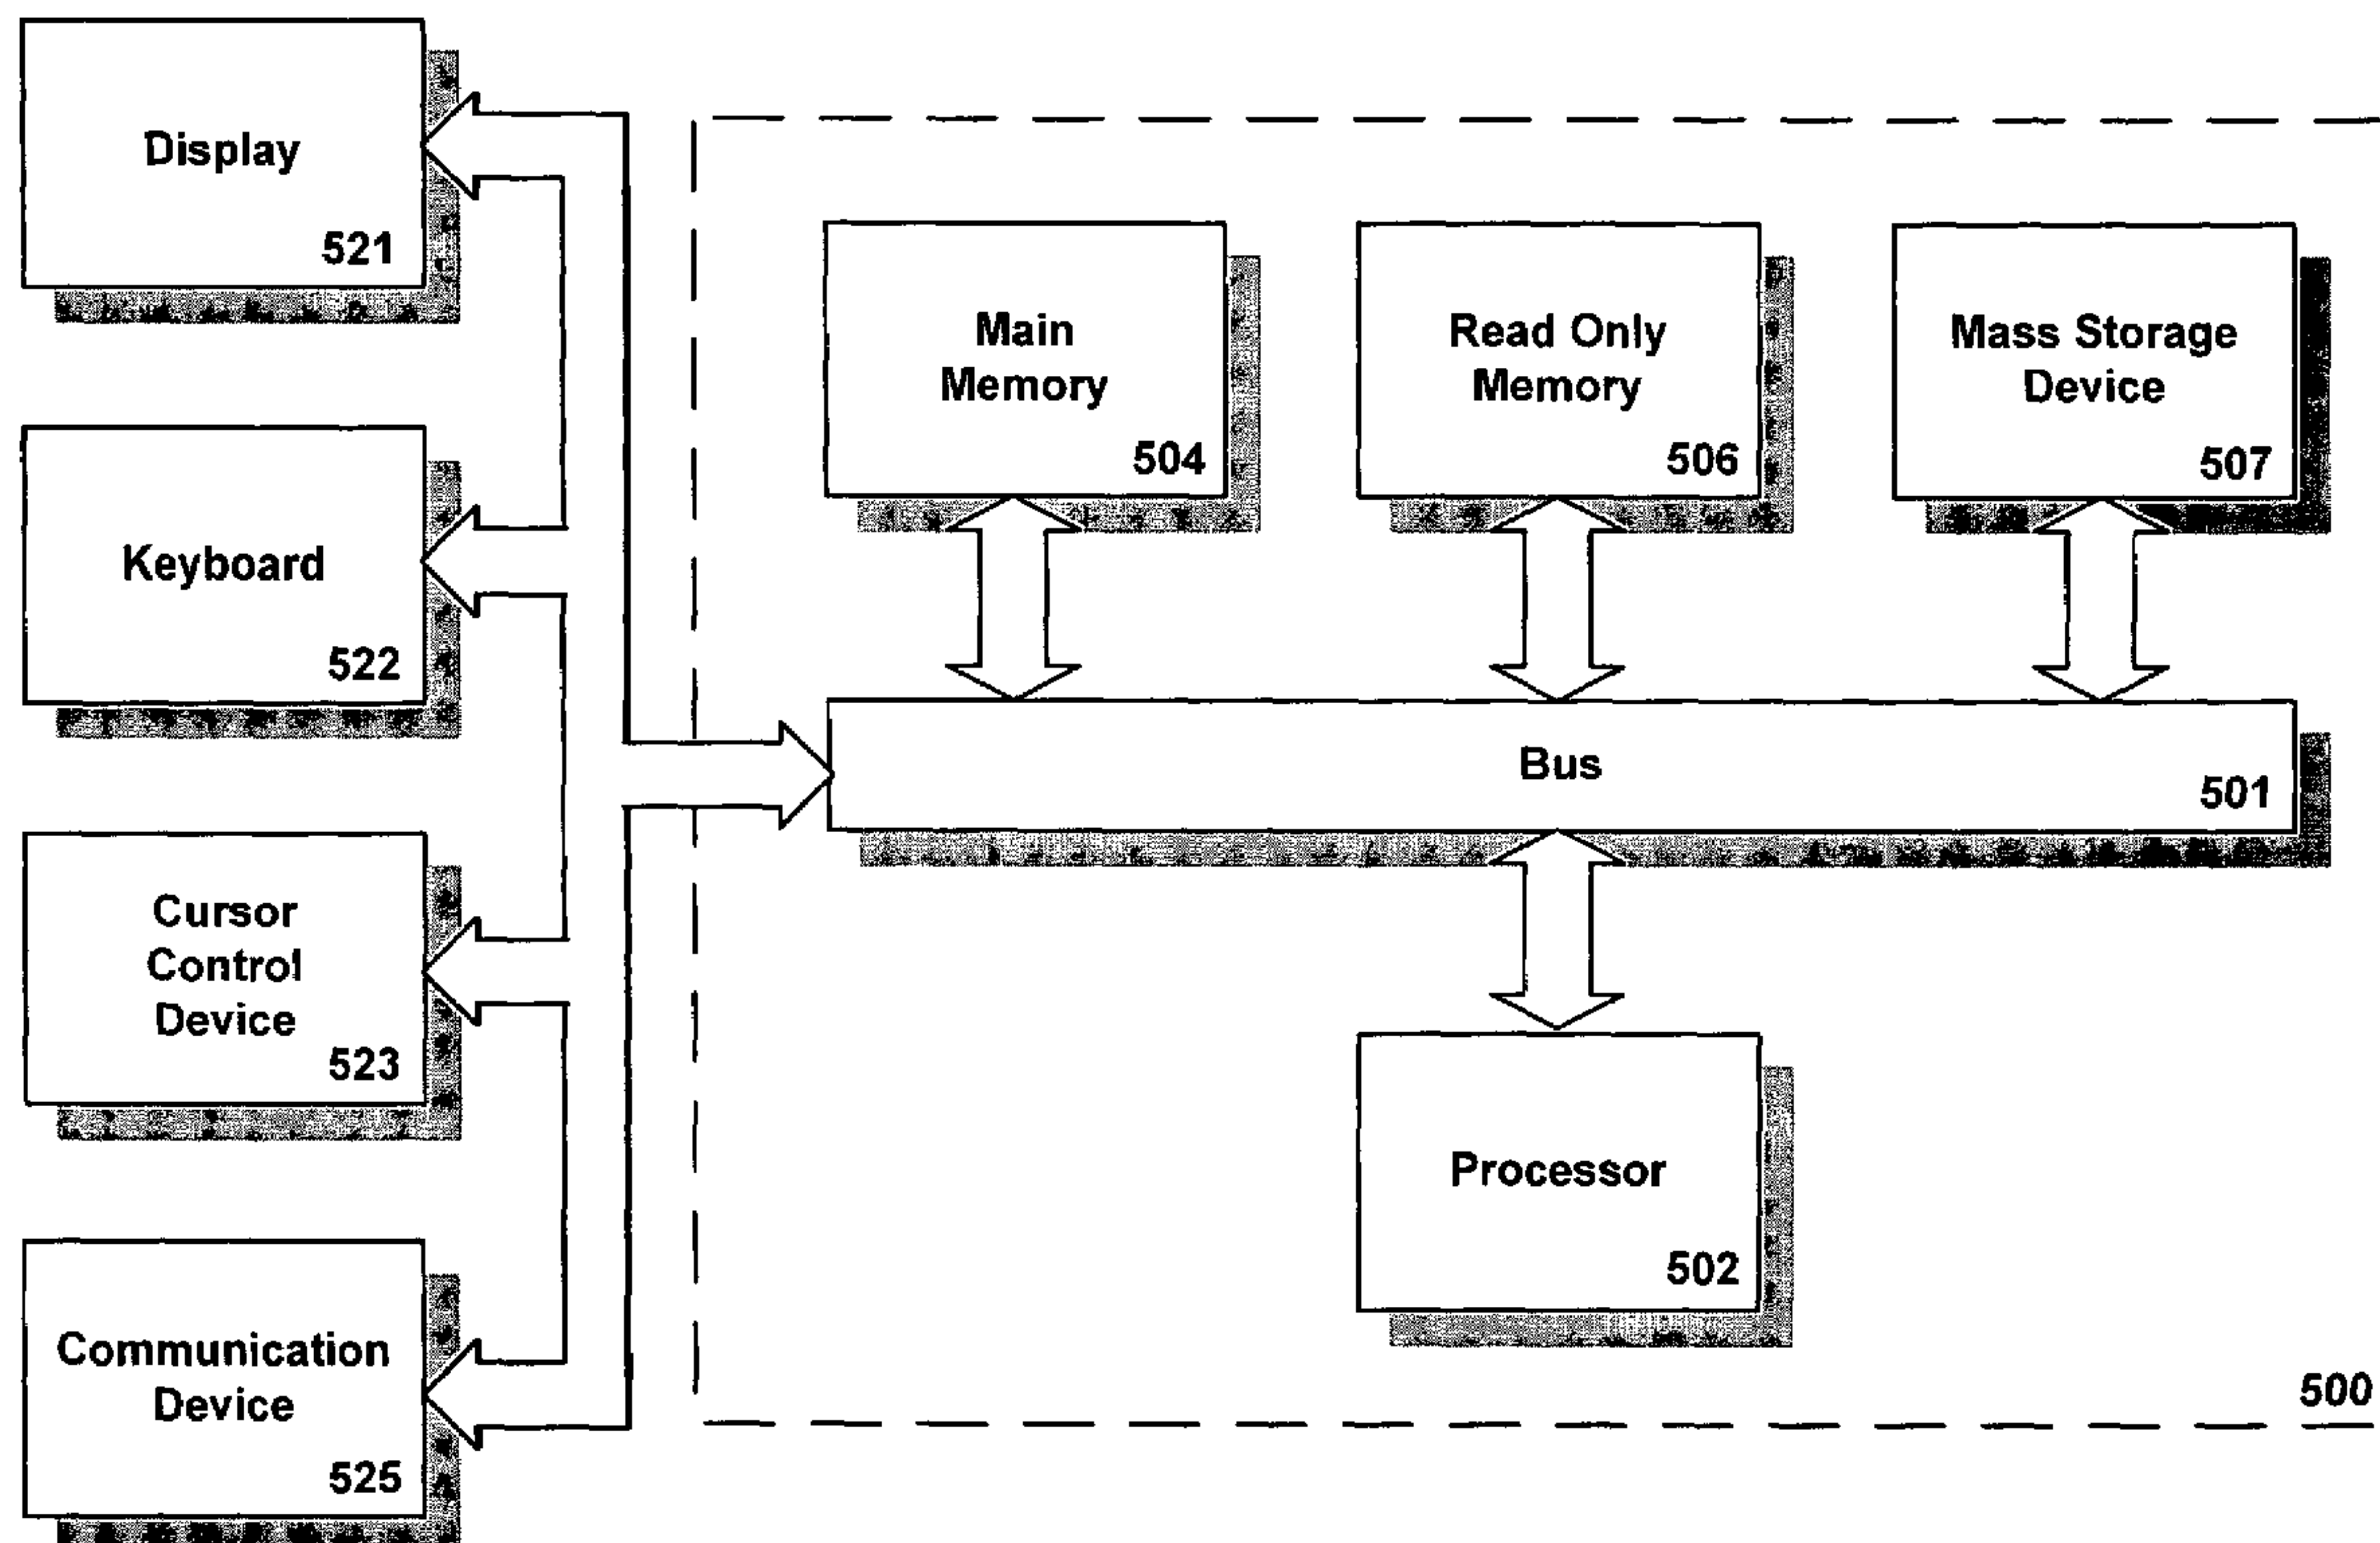 Display
521
Keyboard
522
Cursor
Control
Device
523
Communication
Device
525
Main
Memory
504
Read Only
Memory
506
Mass Storage
Device
507
Bus
501
Processor
502
500